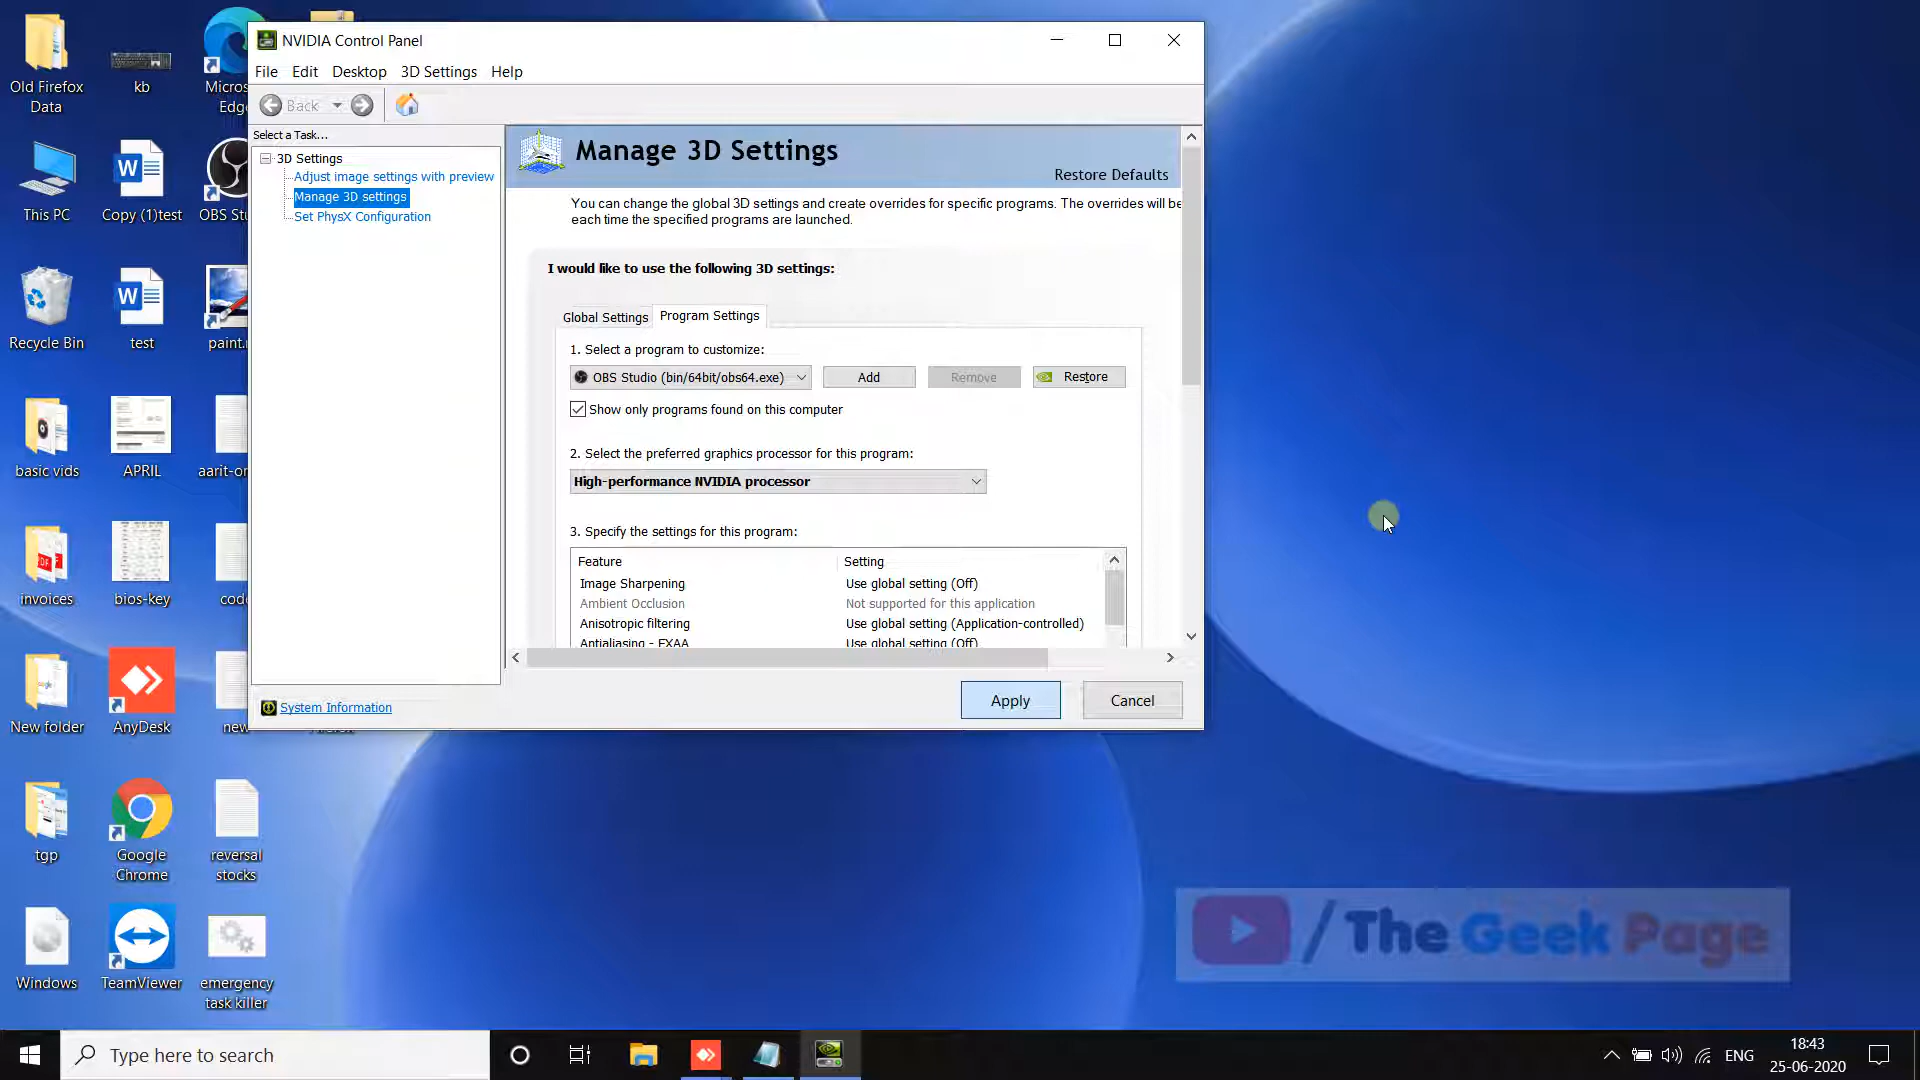 Old Firefox
Data
kb
Micros
Edg
This PC
Copy (1)test
OBS Stu
Recycle Bin
test
paint.n
basic vids
APRIL
aarit-or
invoices
bios-key
code
New folder
AnyDesk
new
tgp
Google
Chrome
reversal
stocks
Windows
TeamViewer
emergency
task killer
NVIDIA Control Panel
File Edit Desktop 3D Settings Help
Back
Select a Task...
3D Settings
Adjust image settings with preview
Manage 3D settings
Set PhysX Configuration
System Information
Manage 3D Settings
Restore Defaults
You can change the global 3D settings and create overrides for specific programs. The overrides will be
each time the specified programs are launched.
I would like to use the following 3D settings:
Global Settings Program Settings
1. Select a program to customize:
OBS Studio (bin/64bit/obs64.exe) Add Remove Restore
Show only programs found on this computer
2. Select the preferred graphics processor for this program:
High-performance NVIDIA processor
3. Specify the settings for this program:
Feature Setting
Image Sharpening Use global setting (Off)
Ambient Occlusion Not supported for this application
Anisotropic filtering Use global setting (Application-controlled)
Antialiasing - FXAA Use global setting (Off)
Apply Cancel
/The Geek Page
Type here to search
ENG
18:43
25-06-2020